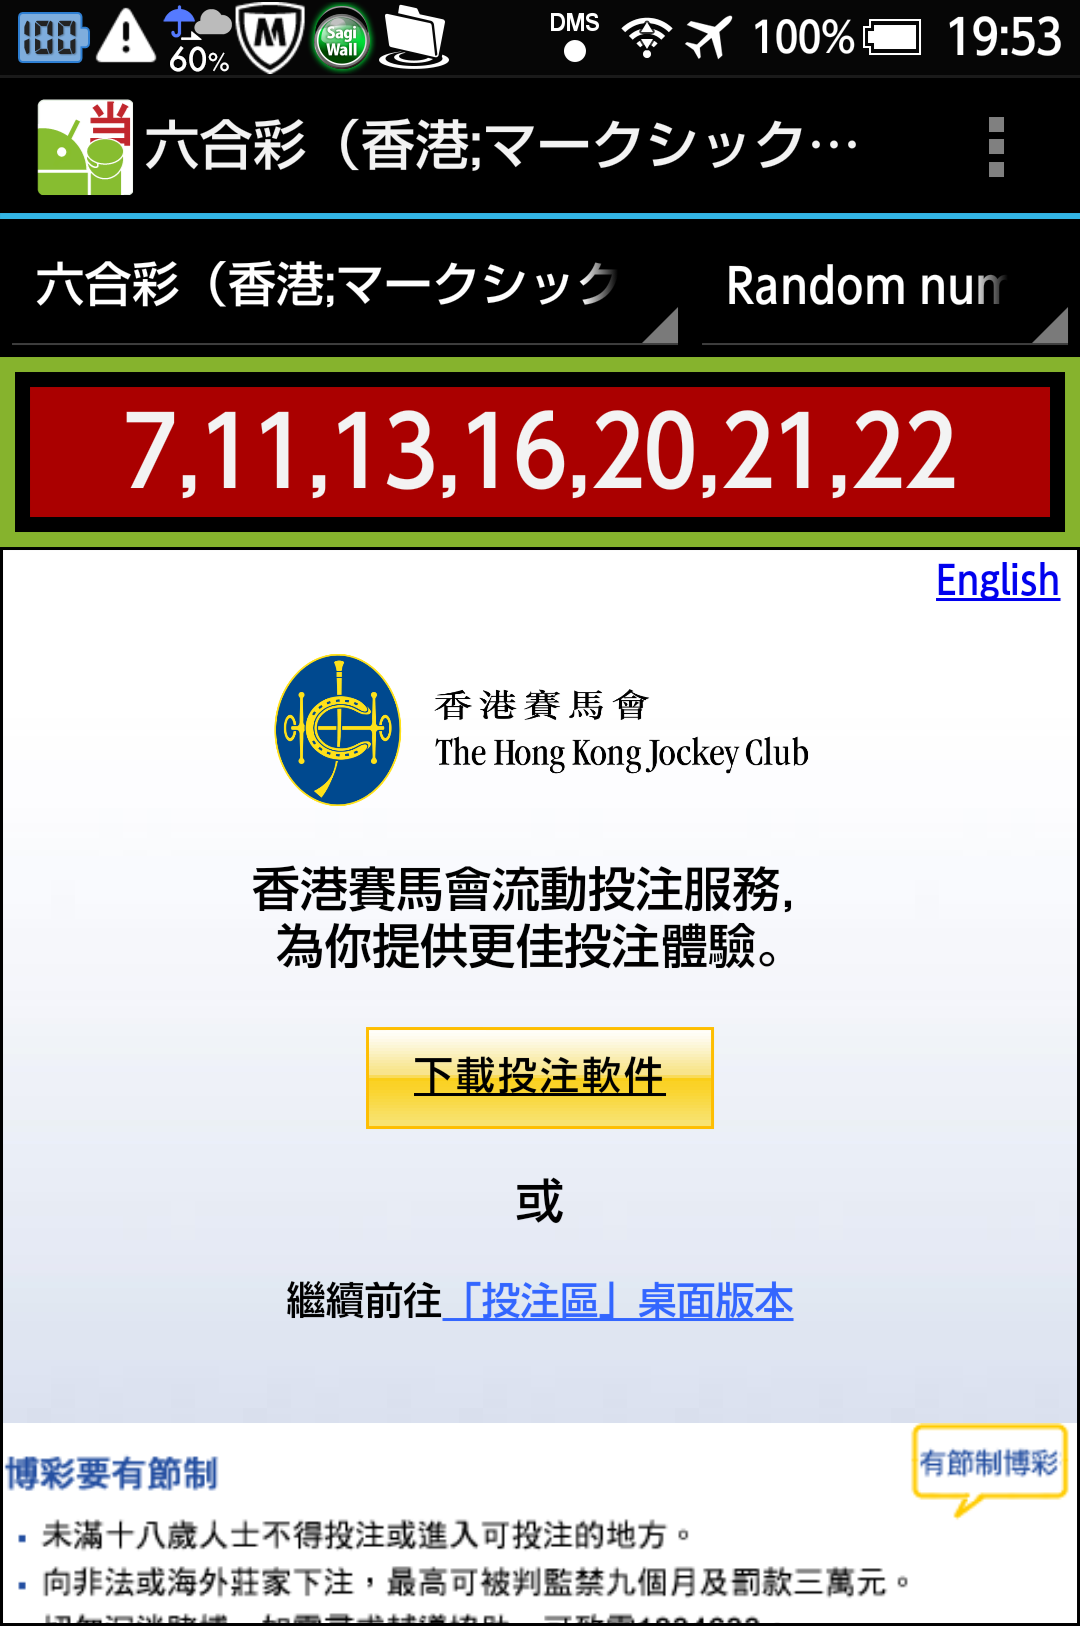 100
60%
M
Sagi Wall
DMS
100%
19:53
当
六合彩（香港;マークシック…
六合彩（香港;マークシック
Random num
7,11,13,16,20,21,22
English
香港賽馬會
The Hong Kong Jockey Club
香港賽馬會流動投注服務,
為你提供更佳投注體驗。
下載投注軟件
或
繼續前往「投注區」桌面版本
博彩要有節制
有節制博彩
未滿十八歲人士不得投注或進入可投注的地方。
向非法或海外莊家下注，最高可被判監禁九個月及罰款三萬元。